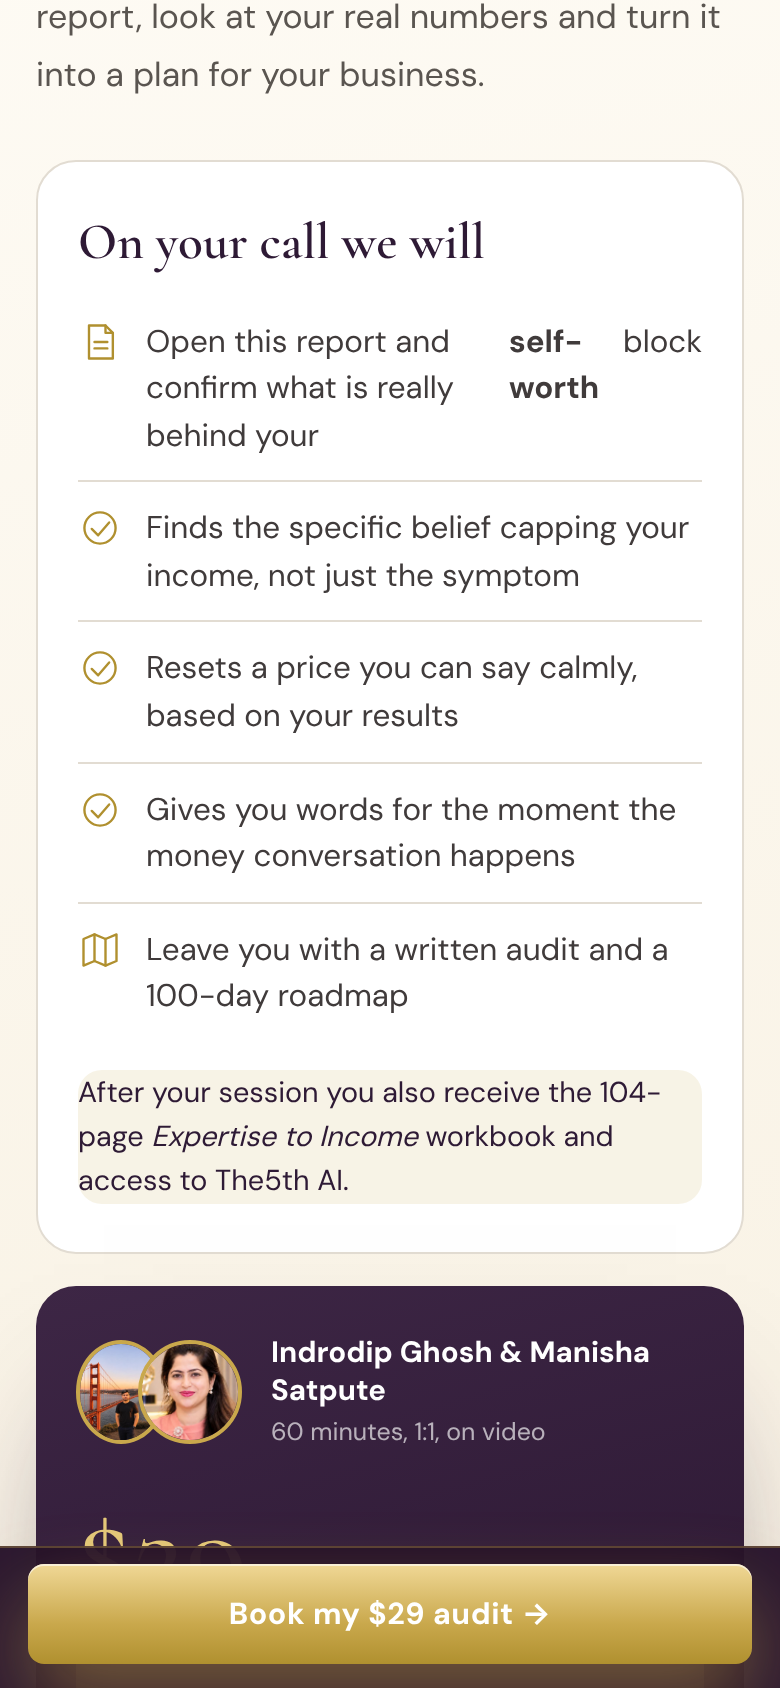 report, look at your real numbers and turn it
into a plan for your business.
On your call we will
Open this report and self- block
confirm what is really worth
behind your
Finds the specific belief capping your
income, not just the symptom
Resets a price you can say calmly,
based on your results
Gives you words for the moment the
money conversation happens
Leave you with a written audit and a
100-day roadmap
After your session you also receive the 104-
page Expertise to Income workbook and
access to The5th AI.
Indrodip Ghosh & Manisha
Satpute
60 minutes, 1:1, on video
$29
Book my $29 audit →